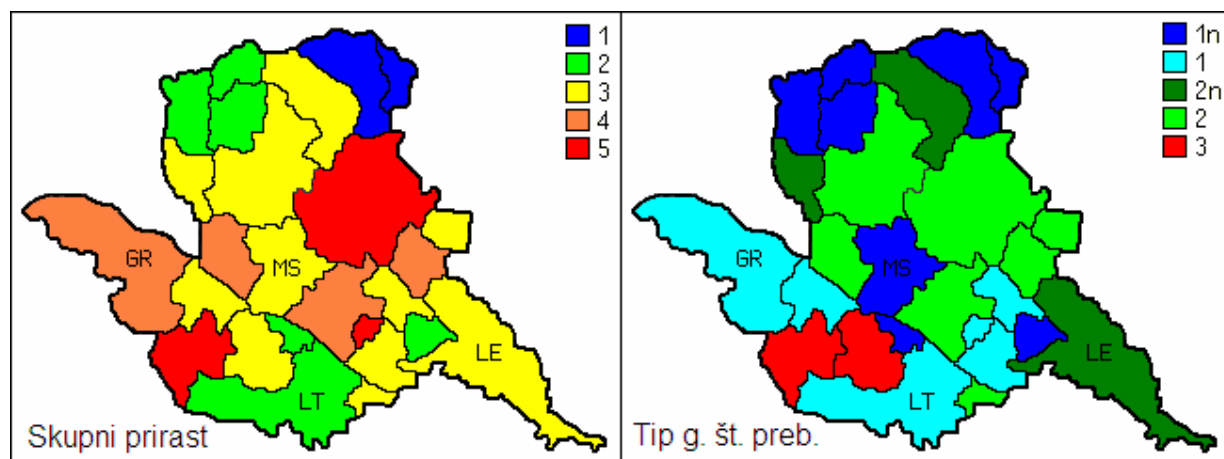 1
2
3
4
5
GR
MS
LE
LT
Skupni prirast
1n
1
2n
2
3
GR
MS
LE
LT
Tip g. št. preb.